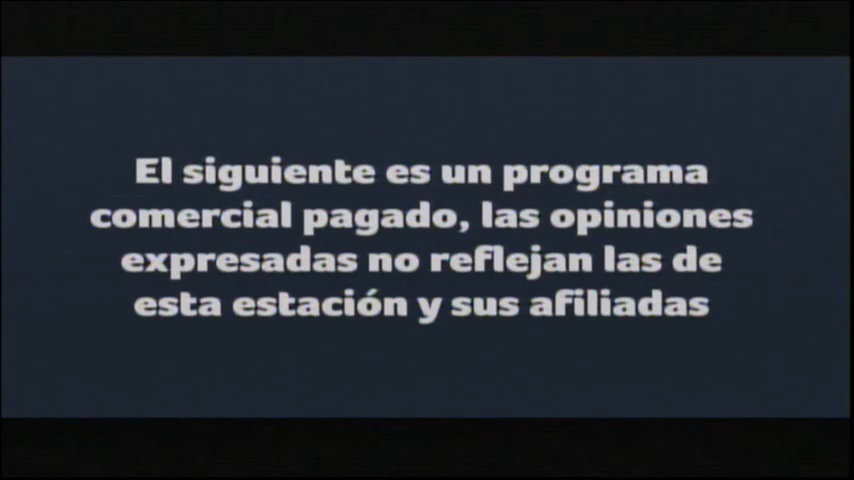 El siguiente es un programa
comercial pagado, las opiniones
expresadas no reflejan las de
esta estación y sus afiliadas